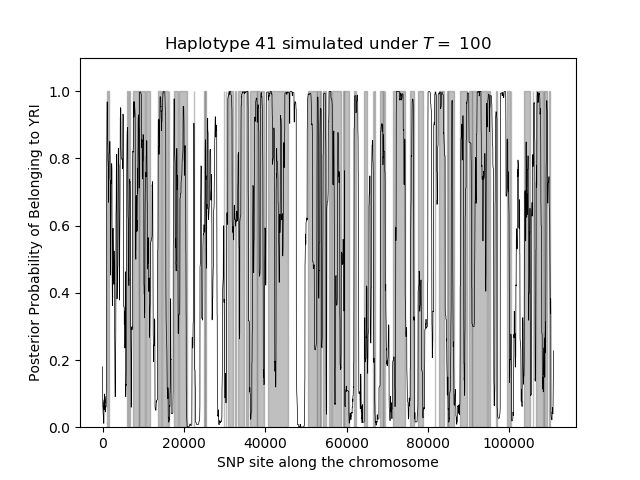 Haplotype 41 simulated under T = 100
Posterior Probability of Belonging to YRI
1.0
0.8
0.6
0.4
0.2
0.0
0 20000 40000 60000 80000 100000
SNP site along the chromosome